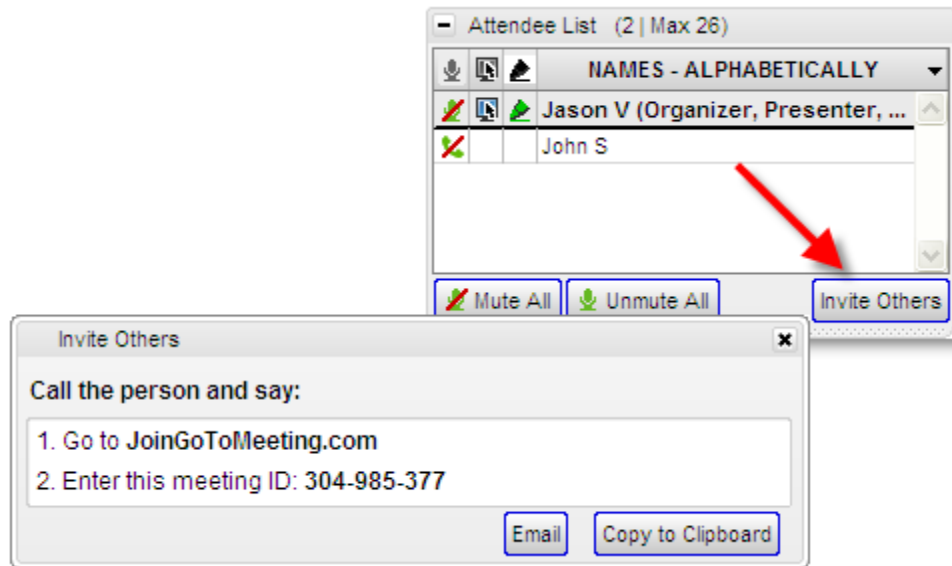 Attendee List (2 | Max 26)
NAMES - ALPHABETICALLY
Jason V (Organizer, Presenter, ...
John S
Mute All Unmute All Invite Others
Invite Others
Call the person and say:
1. Go to JoinGoToMeeting.com
2. Enter this meeting ID: 304-985-377
Email Copy to Clipboard